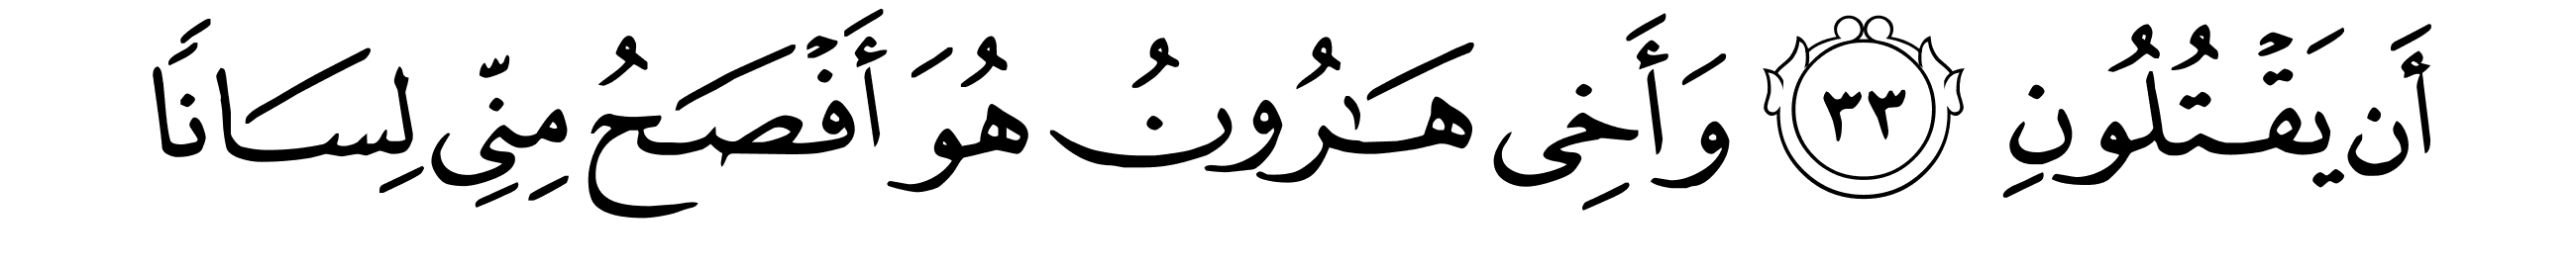 أَن يَقۡتُلُونِ ٣٣ وَأَخِي هَٰرُونُ هُوَ أَفۡصَحُ مِنِّي لِسَانٗا